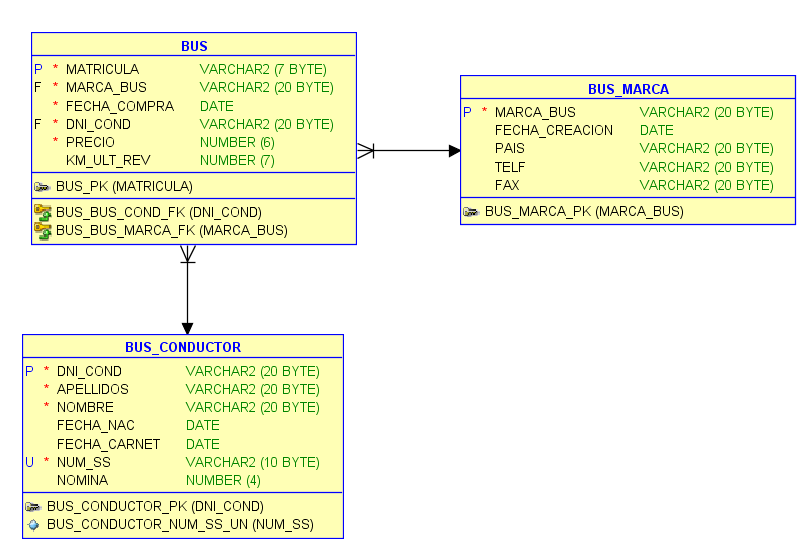 BUS
P * MATRICULA VARCHAR2 (7 BYTE)
F * MARCA_BUS VARCHAR2 (20 BYTE)
* FECHA_COMPRA DATE
F * DNI_COND VARCHAR2 (20 BYTE)
* PRECIO NUMBER (6)
KM_ULT_REV NUMBER (7)
BUS_PK (MATRICULA)
BUS_BUS_COND_FK (DNI_COND)
BUS_BUS_MARCA_FK (MARCA_BUS)
BUS_MARCA
P * MARCA_BUS VARCHAR2 (20 BYTE)
FECHA_CREACION DATE
PAIS VARCHAR2 (20 BYTE)
TELF VARCHAR2 (20 BYTE)
FAX VARCHAR2 (20 BYTE)
BUS_MARCA_PK (MARCA_BUS)
BUS_CONDUCTOR
P * DNI_COND VARCHAR2 (20 BYTE)
* APELLIDOS VARCHAR2 (20 BYTE)
* NOMBRE VARCHAR2 (20 BYTE)
FECHA_NAC DATE
FECHA_CARNET DATE
U * NUM_SS VARCHAR2 (10 BYTE)
NOMINA NUMBER (4)
BUS_CONDUCTOR_PK (DNI_COND)
BUS_CONDUCTOR_NUM_SS_UN (NUM_SS)